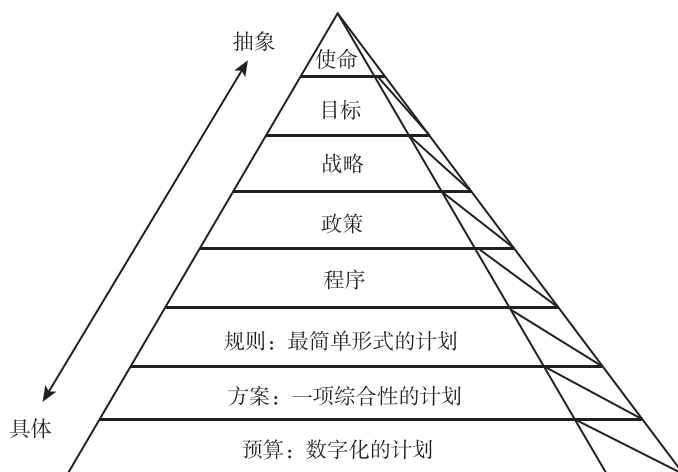 抽象
使命
目标
战略
政策
程序
规则：最简单形式的计划
方案：一项综合性的计划
具体
预算：数字化的计划